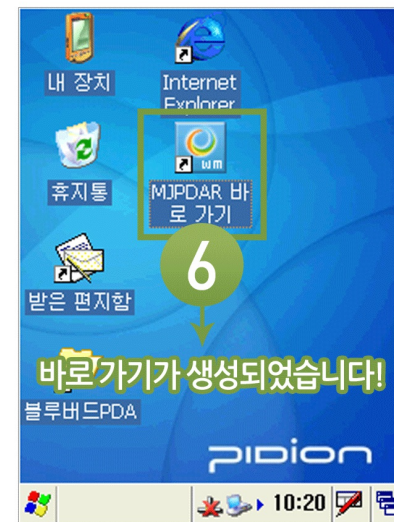 내 장치
Internet
Explorer
휴지통
wm
MJPDAR 바
로 가기
6
받은 편지함
바로 가기가 생성되었습니다!
블루버드PDA
PIDION
10:20